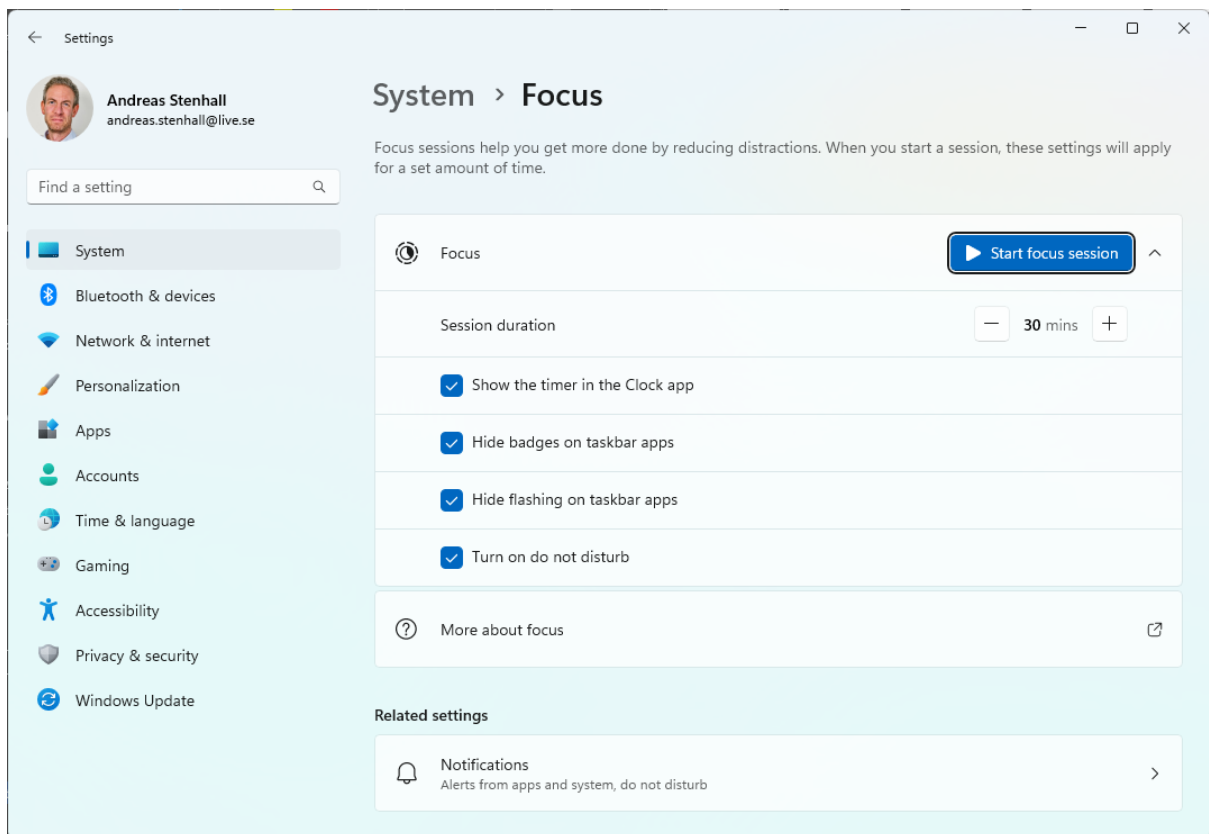 Settings
Andreas Stenhall
andreas.stenhall@live.se
Find a setting
System
Bluetooth & devices
Network & internet
Personalization
Apps
Accounts
Time & language
Gaming
Accessibility
Privacy & security
Windows Update
System > Focus
Focus sessions help you get more done by reducing distractions. When you start a session, these settings will apply
for a set amount of time.
Focus
Start focus session
Session duration
30 mins
Show the timer in the Clock app
Hide badges on taskbar apps
Hide flashing on taskbar apps
Turn on do not disturb
More about focus
Related settings
Notifications
Alerts from apps and system, do not disturb